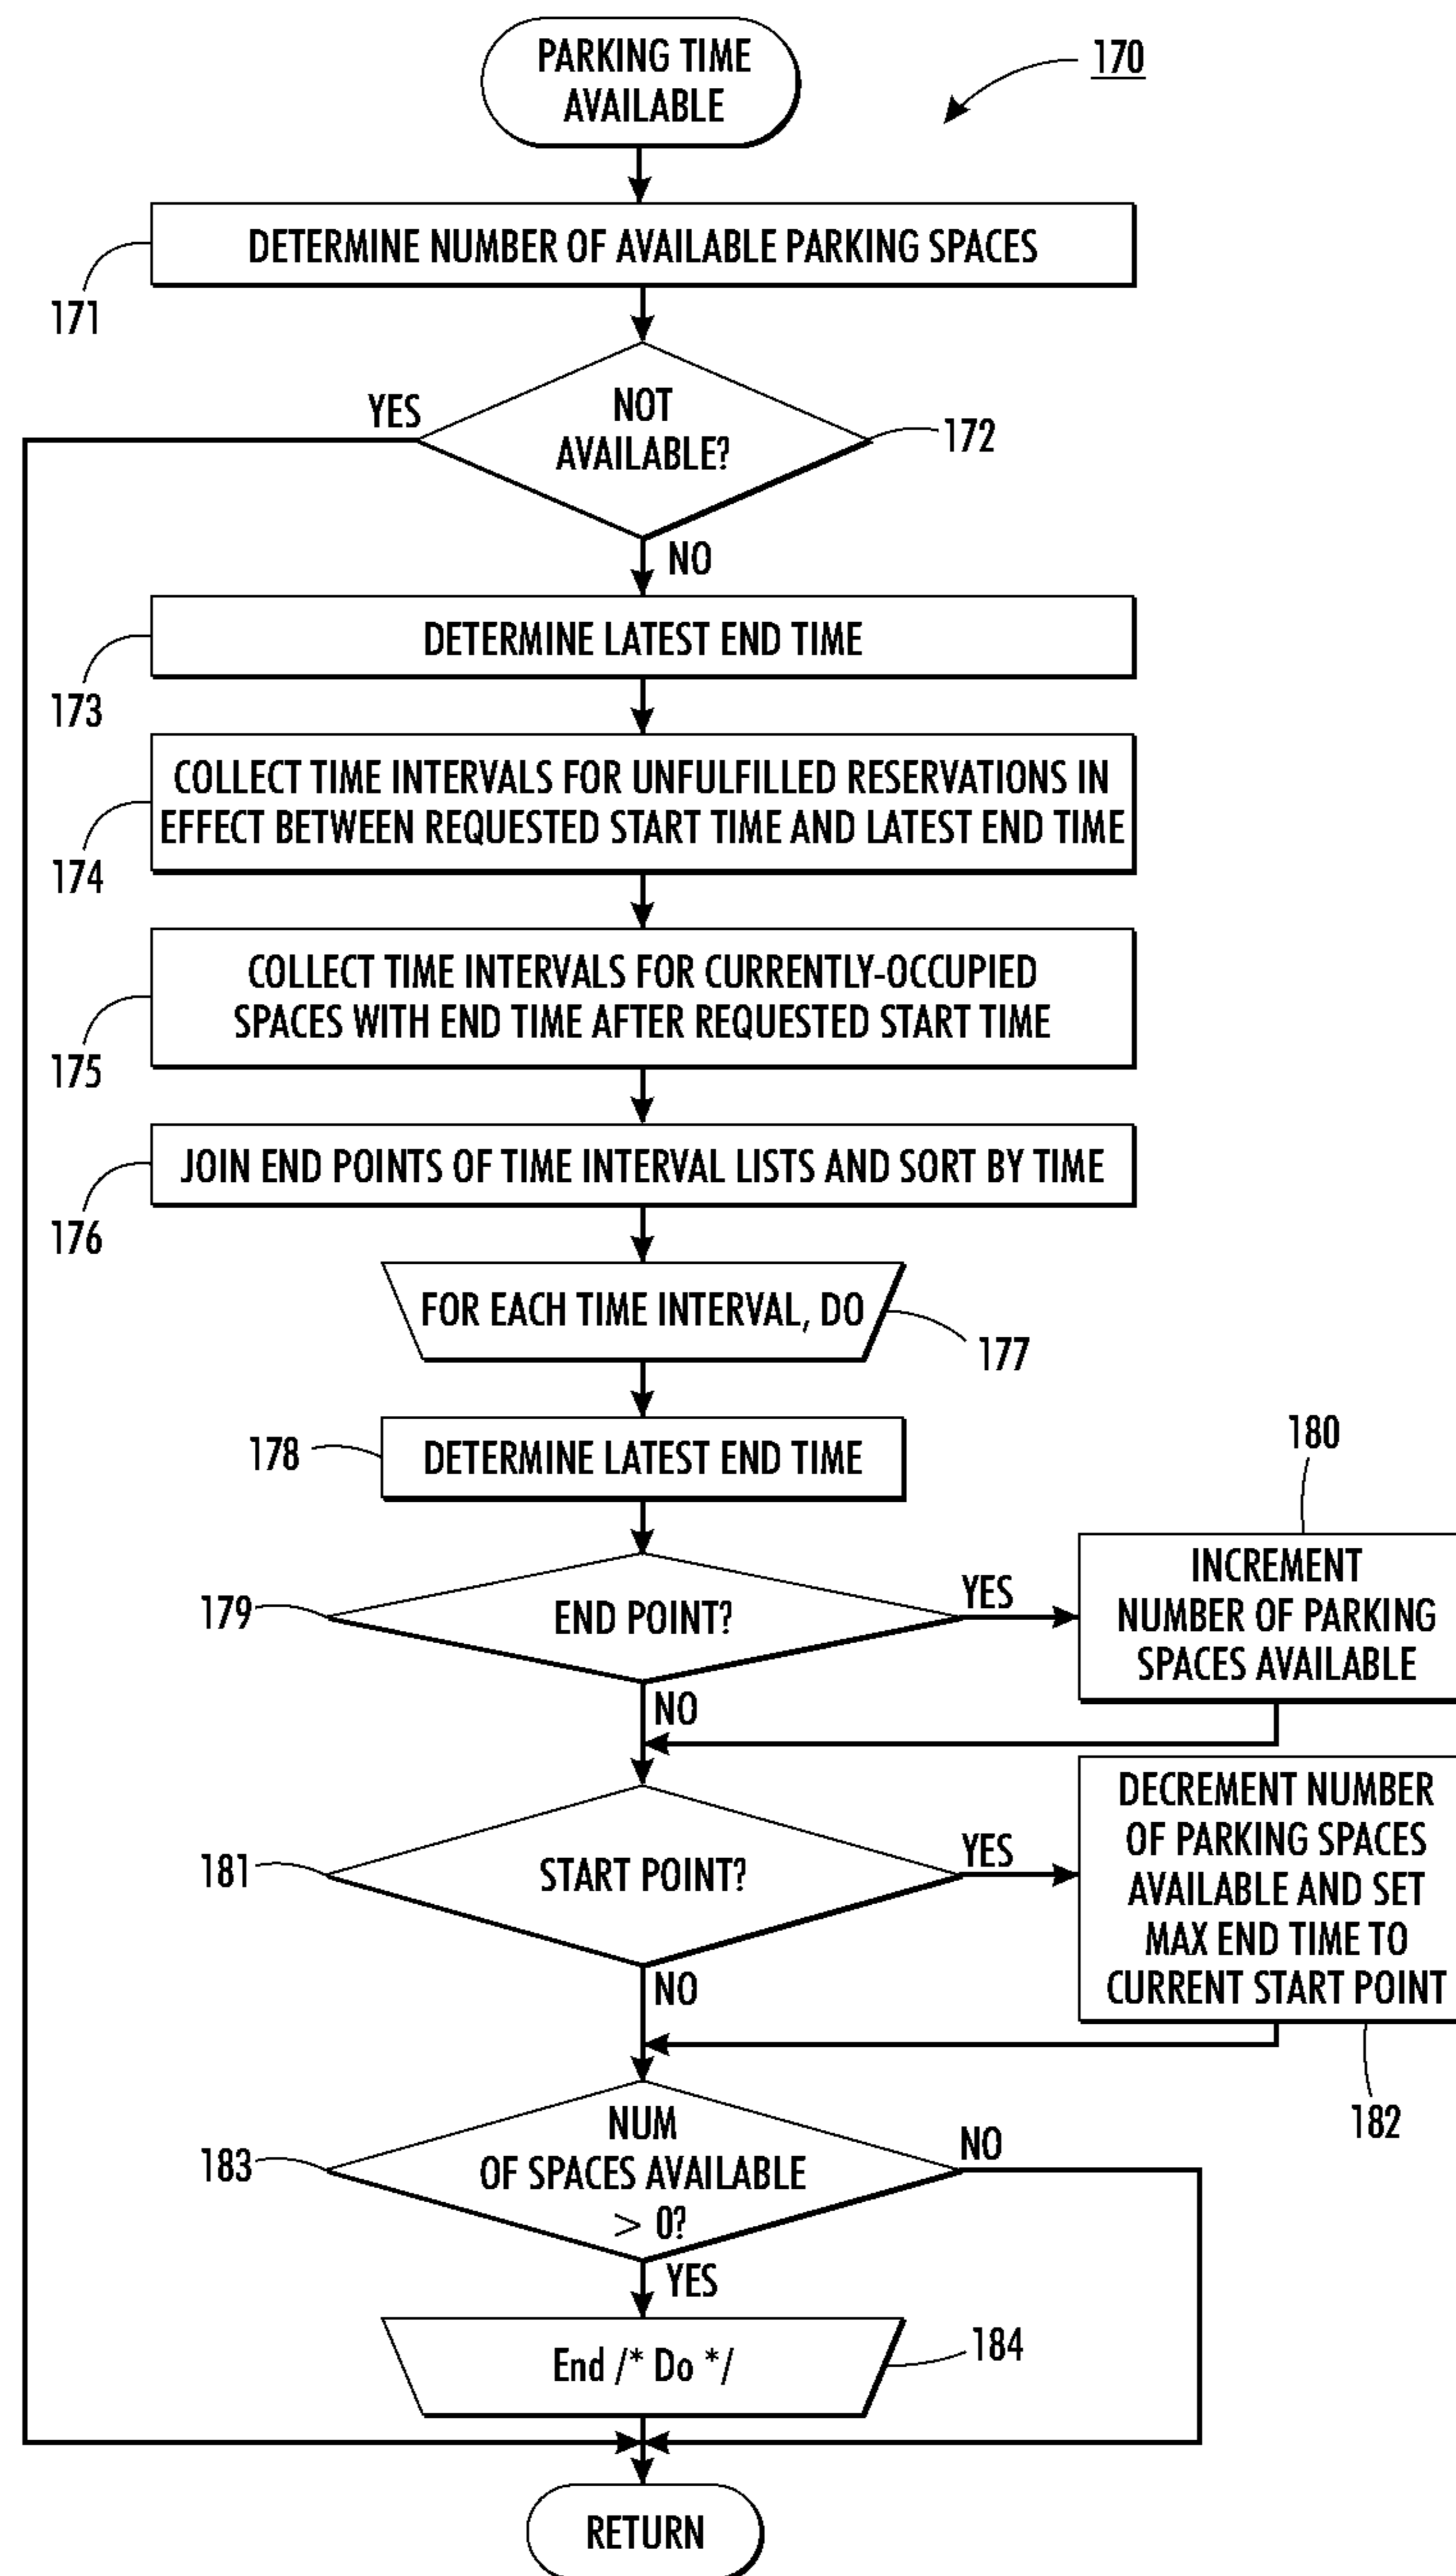 PARKING TIME
AVAILABLE
170
DETERMINE NUMBER OF AVAILABLE PARKING SPACES
171
YES
NOT
AVAILABLE?
172
NO
DETERMINE LATEST END TIME
173
COLLECT TIME INTERVALS FOR UNFULFILLED RESERVATIONS IN
EFFECT BETWEEN REQUESTED START TIME AND LATEST END TIME
174
COLLECT TIME INTERVALS FOR CURRENTLY-OCCUPIED
SPACES WITH END TIME AFTER REQUESTED START TIME
175
JOIN END POINTS OF TIME INTERVAL LISTS AND SORT BY TIME
176
FOR EACH TIME INTERVAL, DO
177
178
DETERMINE LATEST END TIME
180
179
END POINT?
YES
INCREMENT
NUMBER OF PARKING
SPACES AVAILABLE
NO
181
START POINT?
YES
DECREMENT NUMBER
OF PARKING SPACES
AVAILABLE AND SET
MAX END TIME TO
CURRENT START POINT
NO
182
183
NUM
OF SPACES AVAILABLE
> 0?
NO
YES
End /* Do */
184
RETURN